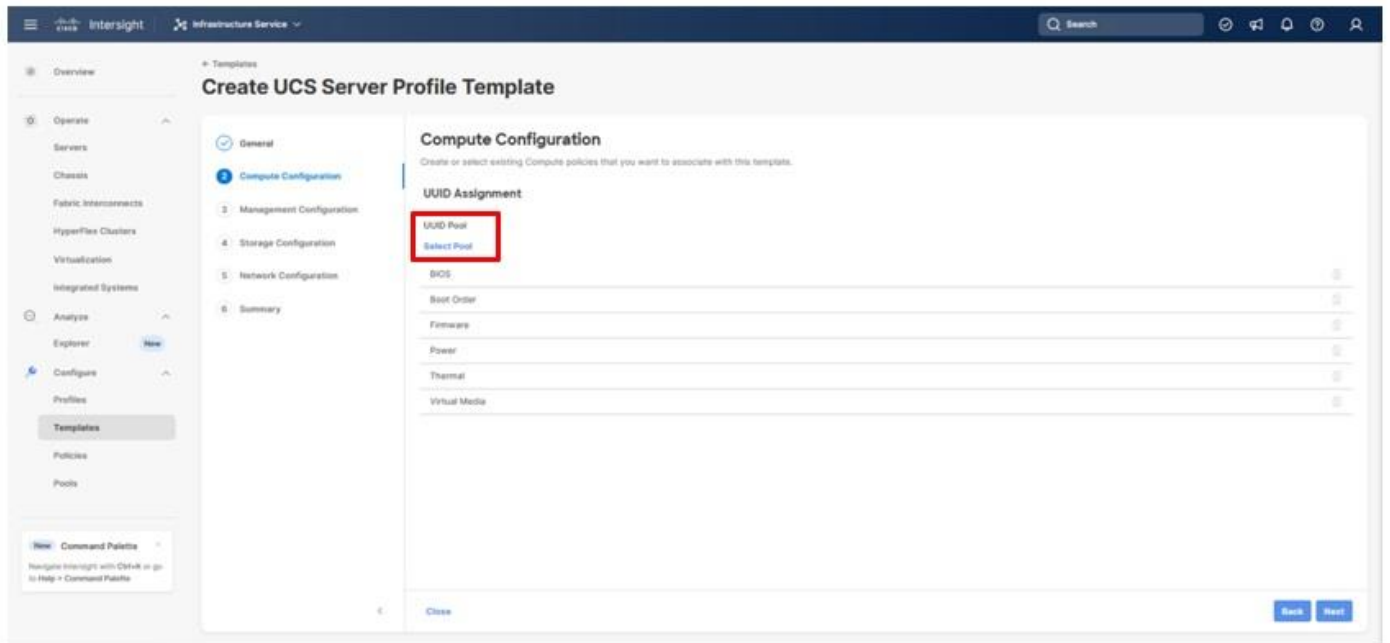 CISCO Intersight Infrastructure Service Search
Overview
Operate
Servers
Chassis
Fabric Interconnects
HyperFlex Clusters
Virtualization
Integrated Systems
Analyze
Explorer New
Configure
Profiles
Templates
Policies
Pools
New Command Palette
Navigate Intersight with Ctrl+K or go
to Help > Command Palette
← Templates
Create UCS Server Profile Template
General
2 Compute Configuration
3 Management Configuration
4 Storage Configuration
5 Network Configuration
6 Summary
Compute Configuration
Create or select existing Compute policies that you want to associate with this template.
UUID Assignment
UUID Pool
Select Pool
BIOS
Boot Order
Firmware
Power
Thermal
Virtual Media
Close Back Next